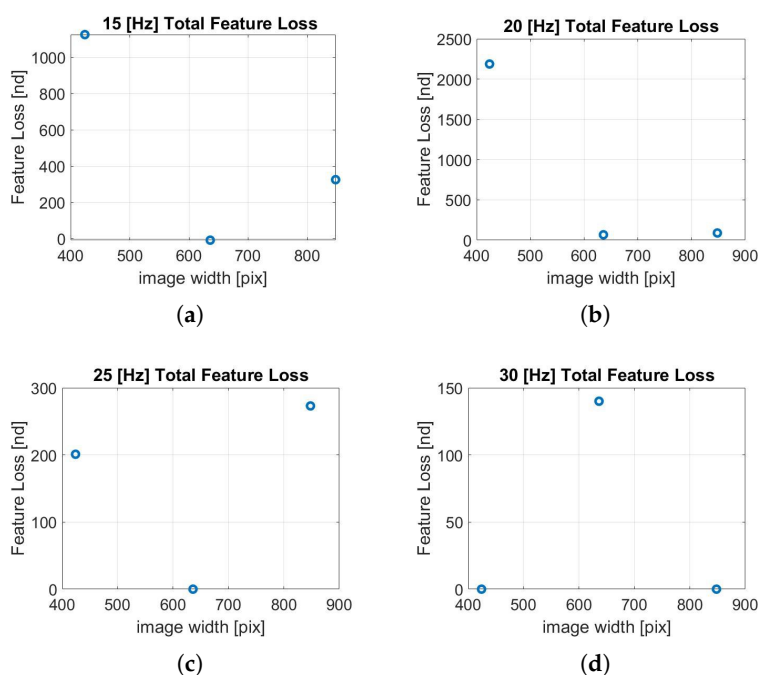 15 [Hz] Total Feature Loss
1000
800
600
400
200
0
Feature Loss [nd]
400 500 600 700 800
image width [pix]
(a)
20 [Hz] Total Feature Loss
2500
2000
1500
1000
500
0
Feature Loss [nd]
400 500 600 700 800 900
image width [pix]
(b)
25 [Hz] Total Feature Loss
300
200
100
0
Feature Loss [nd]
400 500 600 700 800 900
image width [pix]
(c)
30 [Hz] Total Feature Loss
150
100
50
0
Feature Loss [nd]
400 500 600 700 800 900
image width [pix]
(d)